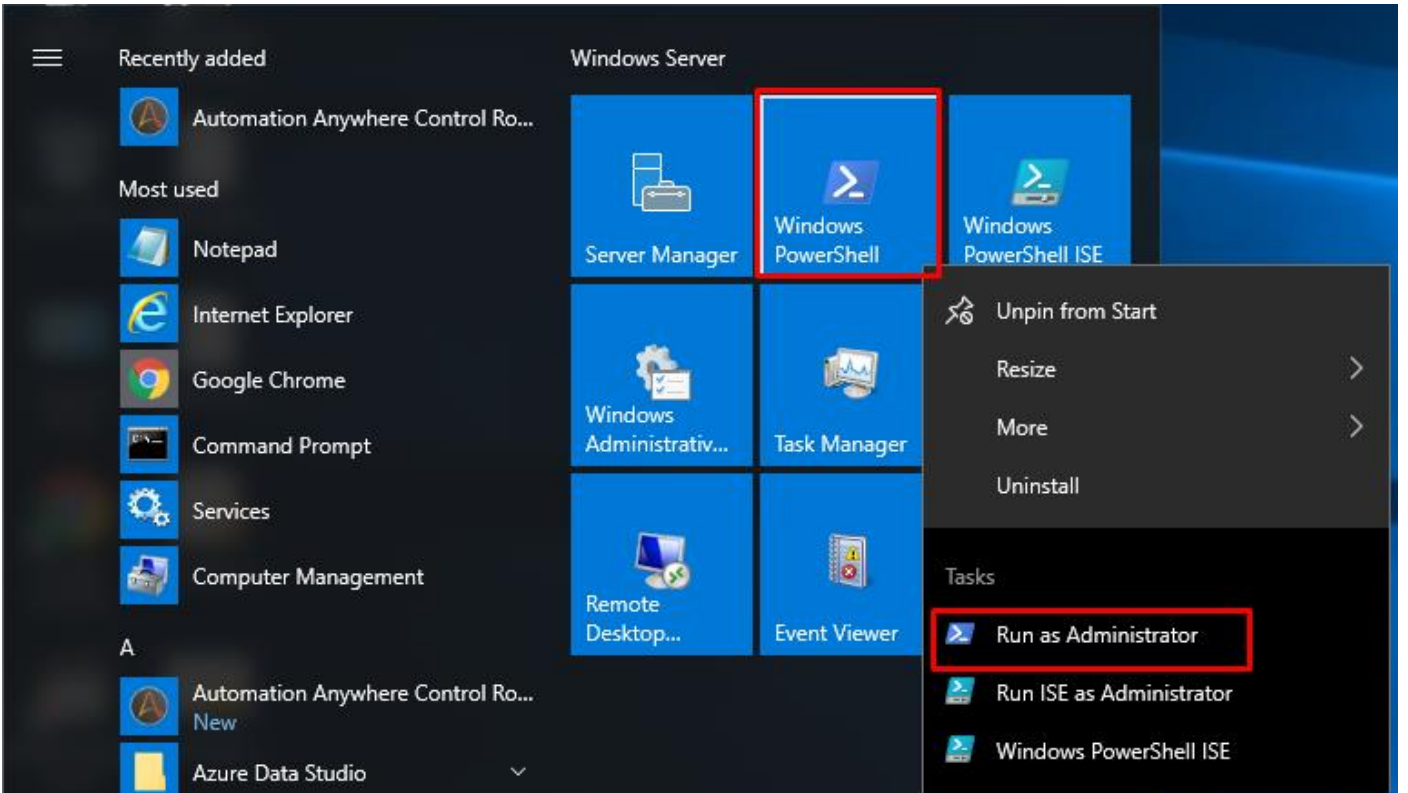 Recently added
Automation Anywhere Control Ro...
Most used
Notepad
Internet Explorer
Google Chrome
Command Prompt
Services
Computer Management
A
Automation Anywhere Control Ro...
New
Azure Data Studio
Windows Server
Server Manager
Windows
PowerShell
Windows
PowerShell ISE
Windows
Administrativ...
Task Manager
Remote
Desktop...
Event Viewer
Unpin from Start
Resize
More
Uninstall
Tasks
Run as Administrator
Run ISE as Administrator
Windows PowerShell ISE